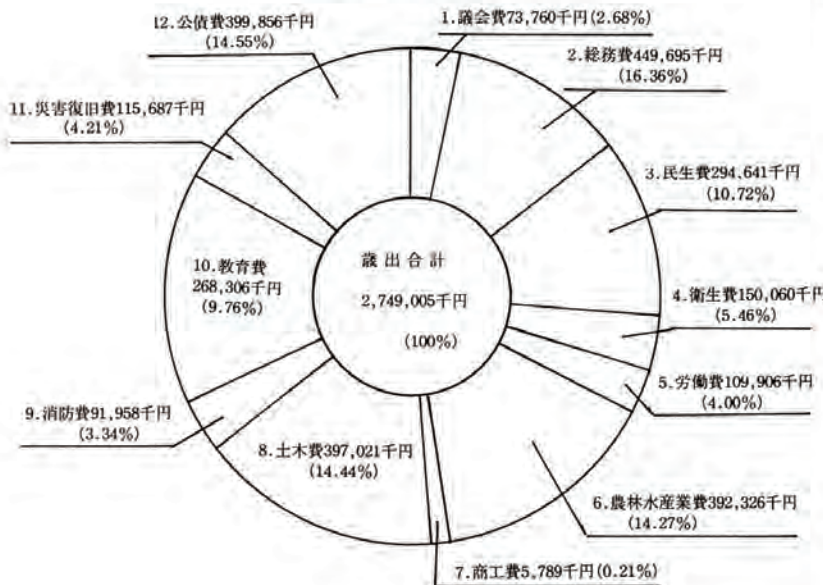 1.議会費73,760千円(2.68%)
2.総務費449,695千円
(16.36%)
3.民生費294,641千円
(10.72%)
4.衛生費150,060千円
(5.46%)
5.労働費109,906千円
(4.00%)
6.農林水産業費392,326千円
(14.27%)
7.商工費5,789千円(0.21%)
8.土木費397,021千円
(14.44%)
9.消防費91,958千円
(3.34%)
10.教育費
268,306千円
(9.76%)
11.災害復旧費115,687千円
(4.21%)
12.公債費399,856千円
(14.55%)
歳出合計
2,749,005千円
(100%)